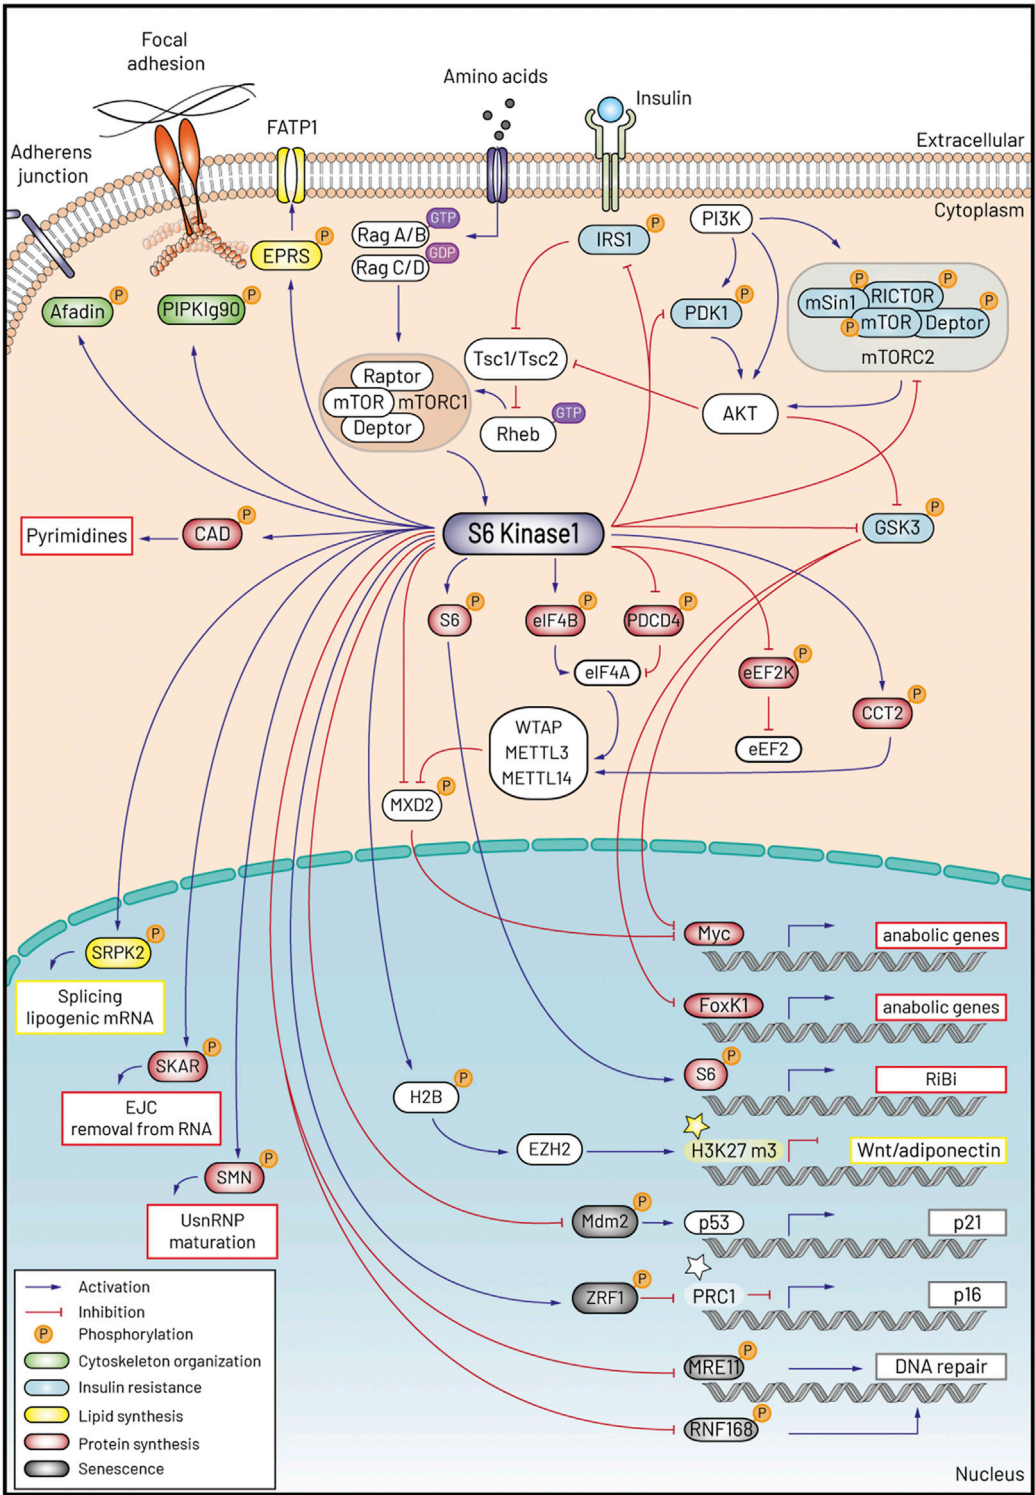 Focal
adhesion
Amino acids
Insulin
FATP1
Extracellular
Adherens
junction
Cytoplasm
GTP
Rag A/B
GDP
Rag C/D
EPRS
P
IRS1
P
PI3K
Afadin
P
PIPKIg90
P
PDK1
P
P
P
mSin1
RICTOR
P
P
mTOR
Deptor
mTORC2
Tsc1/Tsc2
Raptor
mTOR
mTORC1
Deptor
Rheb
GTP
AKT
Pyrimidines
CAD
P
S6 Kinase1
GSK3
P
S6
P
eIF4B
P
PDCD4
P
eIF4A
eEF2K
P
CCT2
P
WTAP
METTL3
METTL14
eEF2
MXD2
P
SRPK2
P
Myc
anabolic genes
Splicing
lipogenic mRNA
FoxK1
anabolic genes
SKAR
P
S6
P
RiBi
EJC
removal from RNA
H2B
P
EZH2
H3K27 m3
Wnt/adiponectin
SMN
P
UsnRNP
maturation
Mdm2
P
p53
p21
ZRF1
P
PRC1
p16
MRE11
P
DNA repair
RNF168
P
Activation
Inhibition
P
Phosphorylation
Cytoskeleton organization
Insulin resistance
Lipid synthesis
Protein synthesis
Senescence
Nucleus